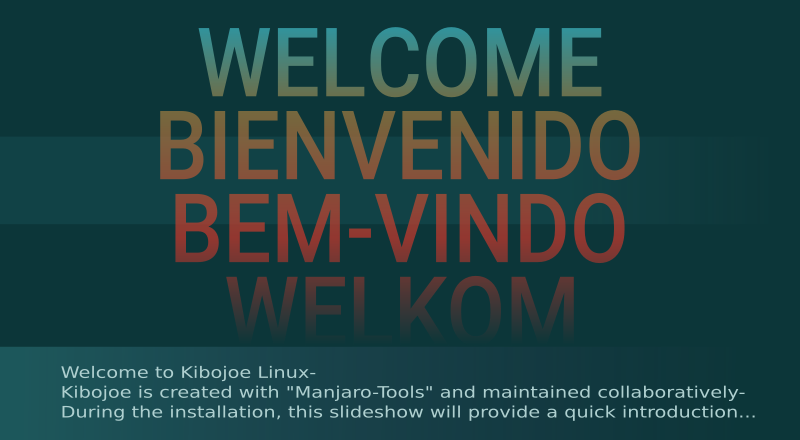 WELCOME
BIENVENIDO
BEM-VINDO
WELKOM
Welcome to Kibojoe Linux-
Kibojoe is created with "Manjaro-Tools" and maintained collaboratively-
During the installation, this slideshow will provide a quick introduction...